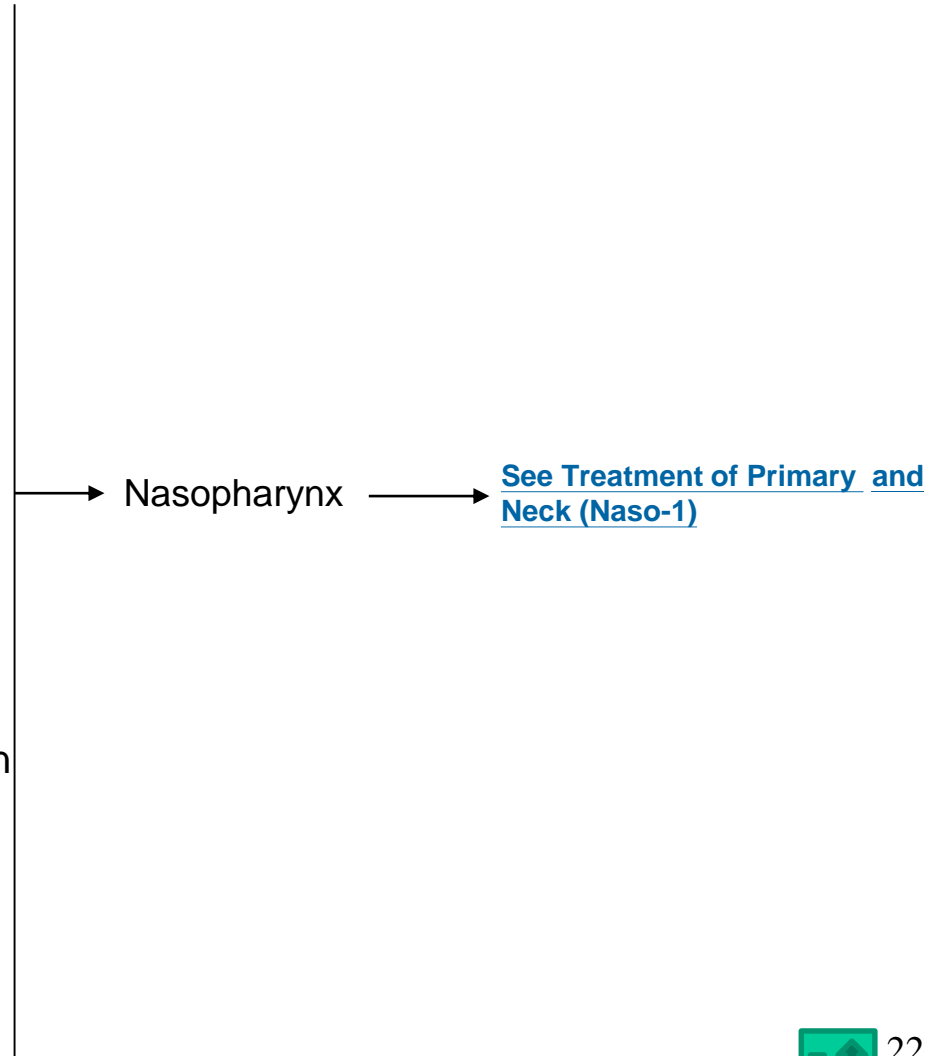 Nasopharynx
See Treatment of Primary and
Neck (Naso-1)
n
22